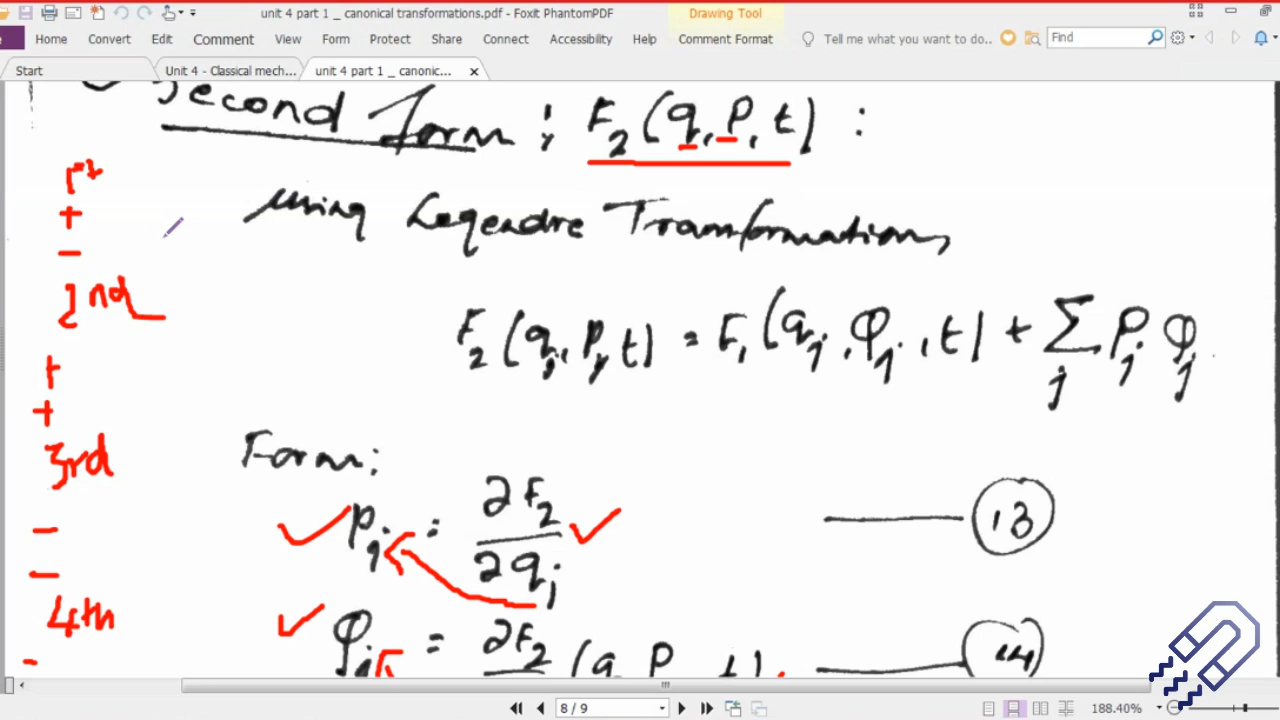 unit 4 part 1 _ canonical transformations.pdf - Foxit PhantomPDF
Drawing Tool
Home Convert Edit Comment View Form Protect Share Connect Accessibility Help Comment Format Tell me what you want to do.. Find
Start Unit 4 - Classical mech... unit 4 part 1 _ canonic... ×
Second Form ; F₂(q, P, t) :
Using Legendre Transformation,
F₂(qⱼ, Pⱼ, t) = F₁(qⱼ, Qⱼ, t) + Σⱼ Pⱼ Qⱼ
Form:
pⱼ = ∂F₂/∂qⱼ —— 13
Qⱼ = ∂F₂ (q P t) —— 14
+
-
2nd
+
+
3rd
-
-
4th
-
8 / 9
188.40%